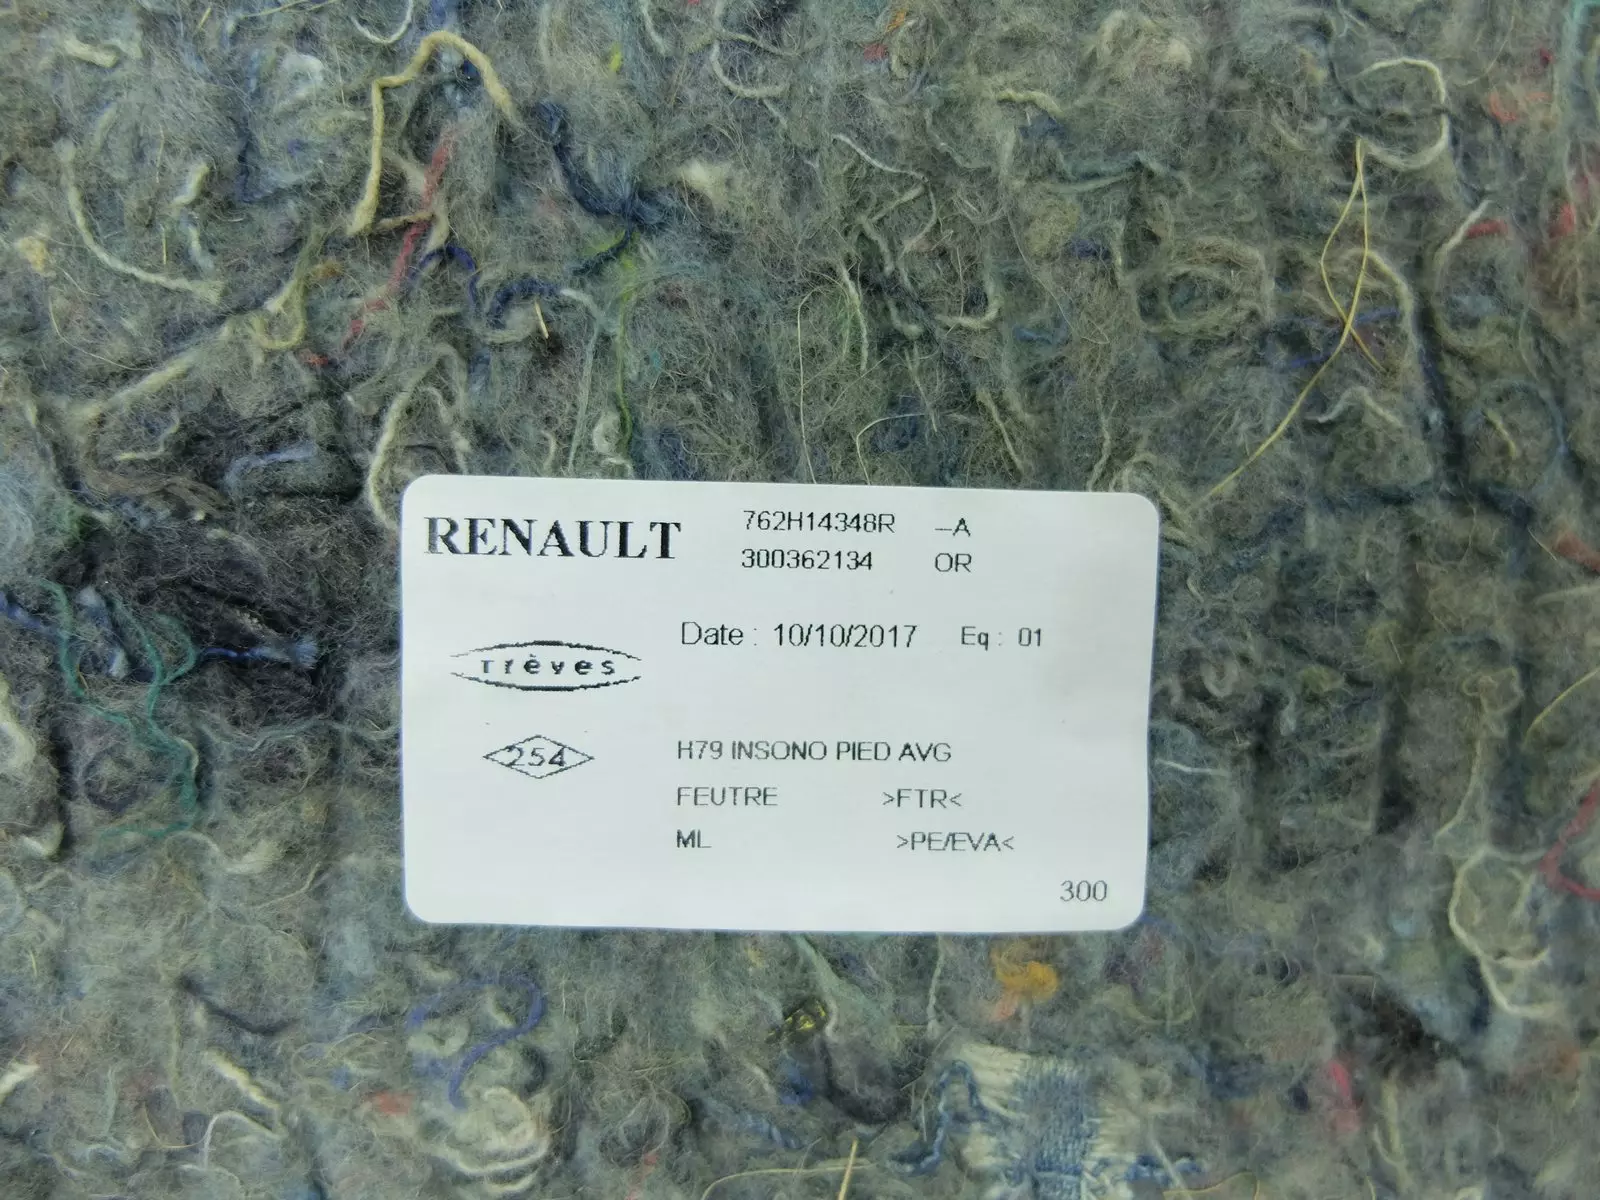 RENAULT 762H14348R –A
300362134 OR
Date : 10/10/2017 Eq : 01
Trèves
254 H79 INSONO PIED AVG
FEUTRE >FTR<
ML >PE/EVA<
300